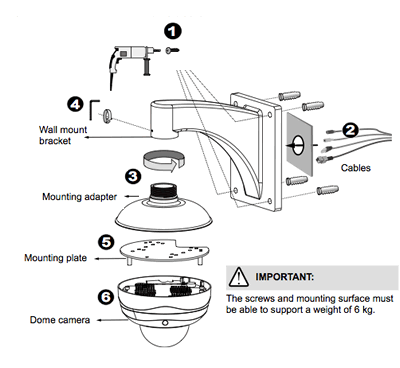 1
4
2
Wall mount
bracket
Cables
3
Mounting adapter
5
Mounting plate
IMPORTANT:
6
The screws and mounting surface must
be able to support a weight of 6 kg.
Dome camera